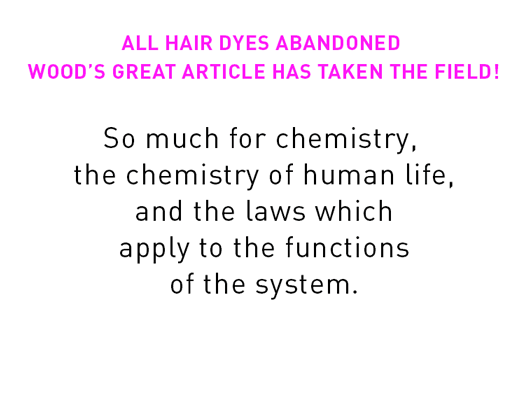 ALL HAIR DYES ABANDONED
WOOD'S GREAT ARTICLE HAS TAKEN THE FIELD!
So much for chemistry,
the chemistry of human life,
and the laws which
apply to the functions
of the system.